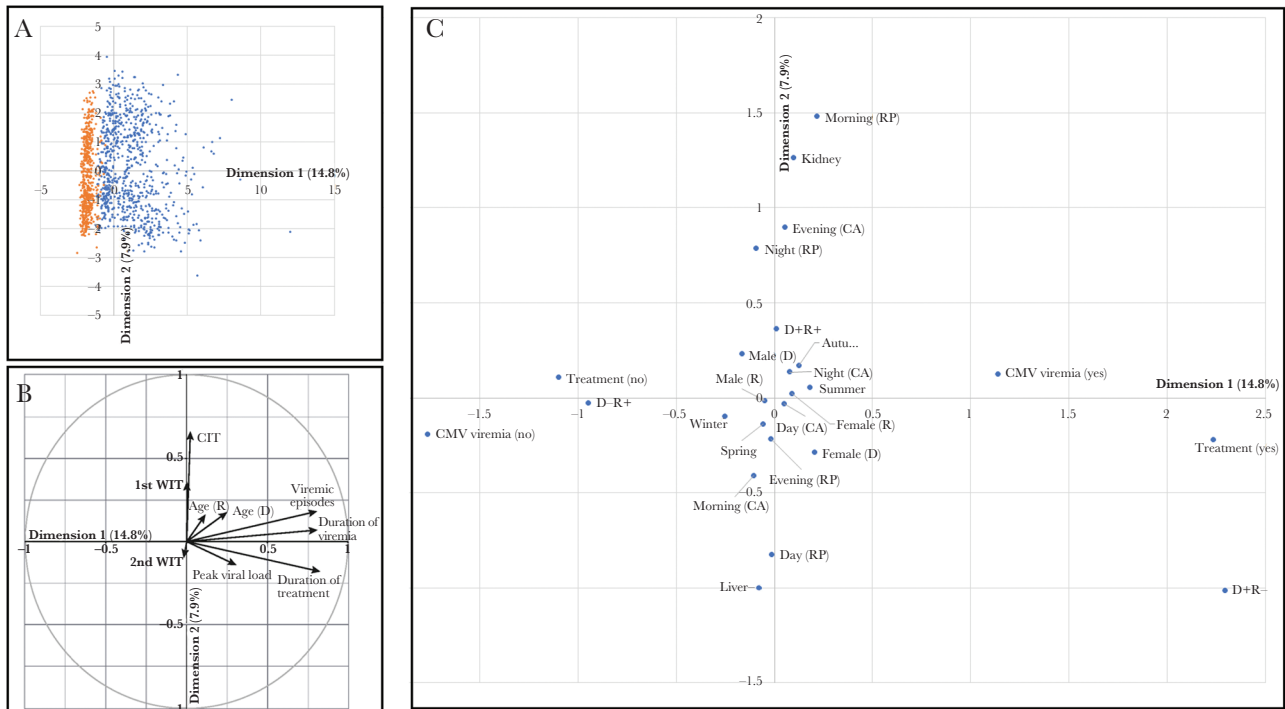 A
5
4
3
2
1
0
−1
−2
−3
−4
−5
−5
0
5
10
15
Dimension 1 (14.8%)
Dimension 2 (7.9%)
B
1
0.5
−0.5
−1
−1
−0.5
0
0.5
1
CIT
1st WIT
Age (R)
Age (D)
Viremic
episodes
Duration of
viremia
Dimension 1 (14.8%)
2nd WIT
Peak viral load
Duration of
treatment
Dimension 2 (7.9%)
C
2
1.5
1
0.5
0
−0.5
−1
−1.5
−1.5
−1
−0.5
0
0.5
1
1.5
2
2.5
Dimension 2 (7.9%)
Dimension 1 (14.8%)
Morning (RP)
Kidney
Evening (CA)
Night (RP)
D+R+
Autu...
Male (D)
Night (CA)
Treatment (no)
Male (R)
Summer
CMV viremia (yes)
D–R+
Winter
Day (CA)
Female (R)
CMV viremia (no)
Spring
Female (D)
Treatment (yes)
Evening (RP)
Morning (CA)
Day (RP)
Liver
D+R–